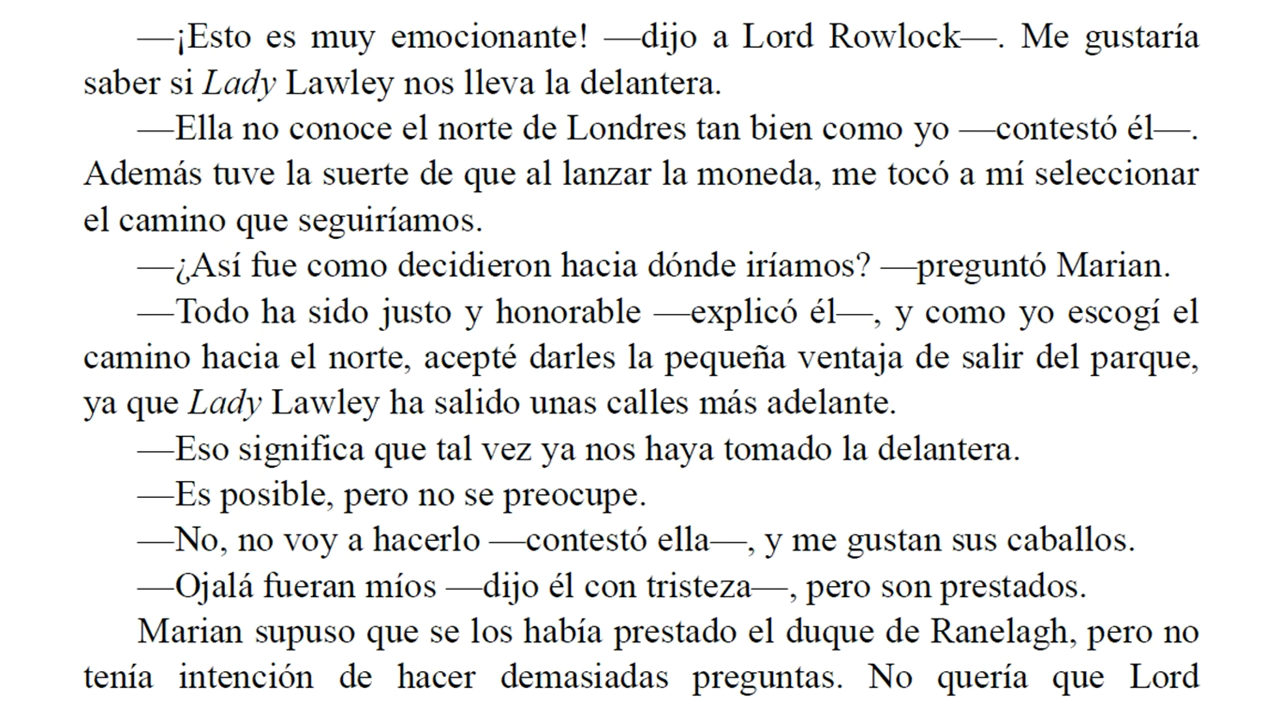 —¡Esto es muy emocionante! —dijo a Lord Rowlock—. Me gustaría
saber si Lady Lawley nos lleva la delantera.
—Ella no conoce el norte de Londres tan bien como yo —contestó él—.
Además tuve la suerte de que al lanzar la moneda, me tocó a mí seleccionar
el camino que seguiríamos.
—¿Así fue como decidieron hacia dónde iríamos? —preguntó Marian.
—Todo ha sido justo y honorable —explicó él—, y como yo escogí el
camino hacia el norte, acepté darles la pequeña ventaja de salir del parque,
ya que Lady Lawley ha salido unas calles más adelante.
—Eso significa que tal vez ya nos haya tomado la delantera.
—Es posible, pero no se preocupe.
—No, no voy a hacerlo —contestó ella—, y me gustan sus caballos.
—Ojalá fueran míos —dijo él con tristeza—, pero son prestados.
Marian supuso que se los había prestado el duque de Ranelagh, pero no
tenía intención de hacer demasiadas preguntas. No quería que Lord